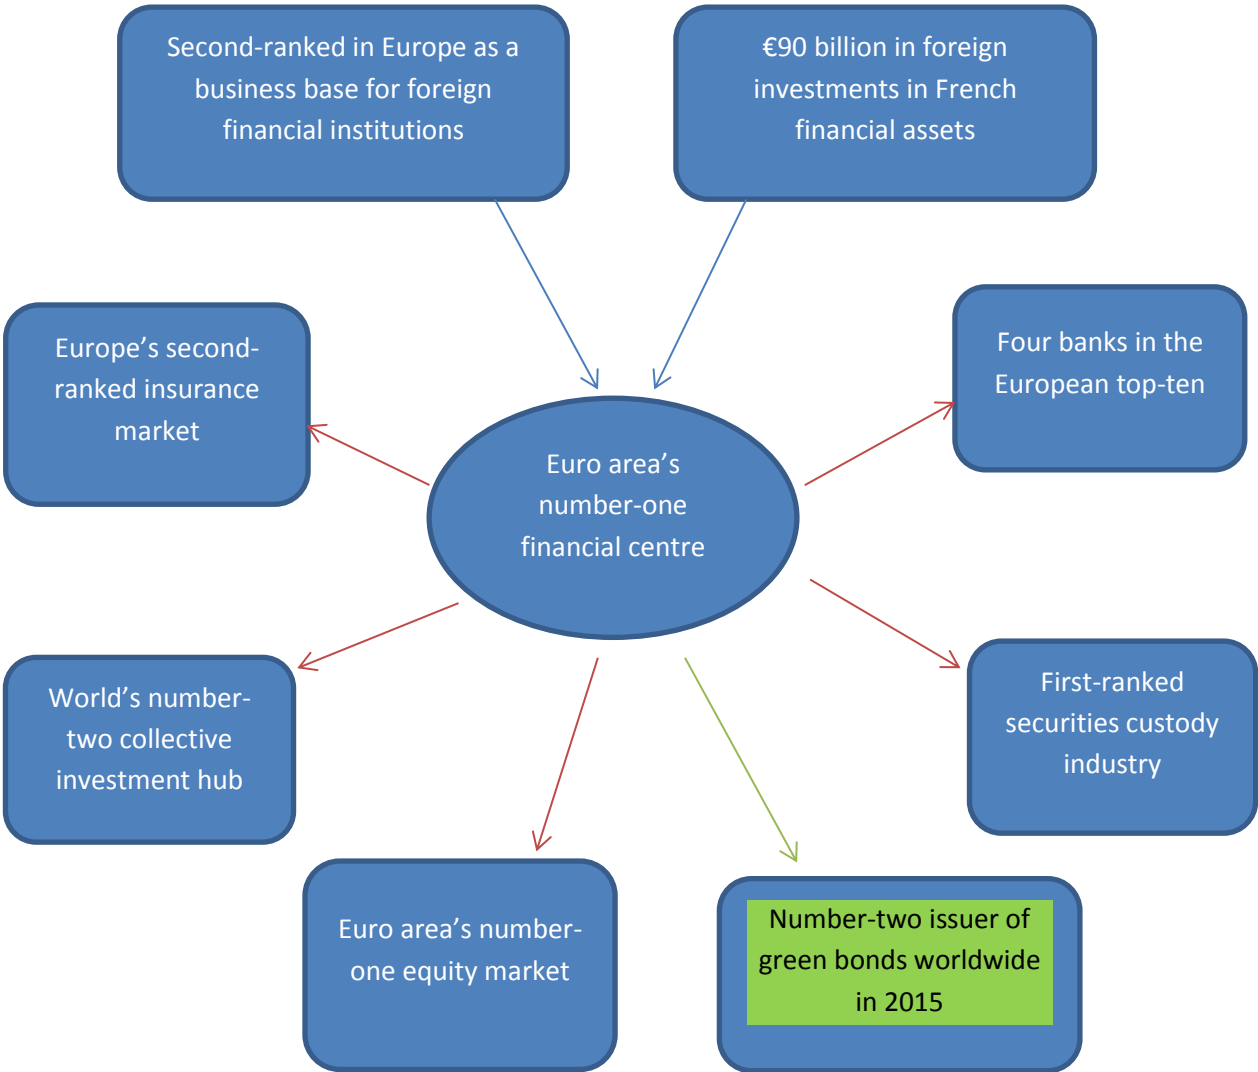 Second-ranked in Europe as a
business base for foreign
financial institutions
€90 billion in foreign
investments in French
financial assets
Europe’s second-
ranked insurance
market
Four banks in the
European top-ten
Euro area’s
number-one
financial centre
World’s number-
two collective
investment hub
First-ranked
securities custody
industry
Euro area’s number-
one equity market
Number-two issuer of
green bonds worldwide
in 2015